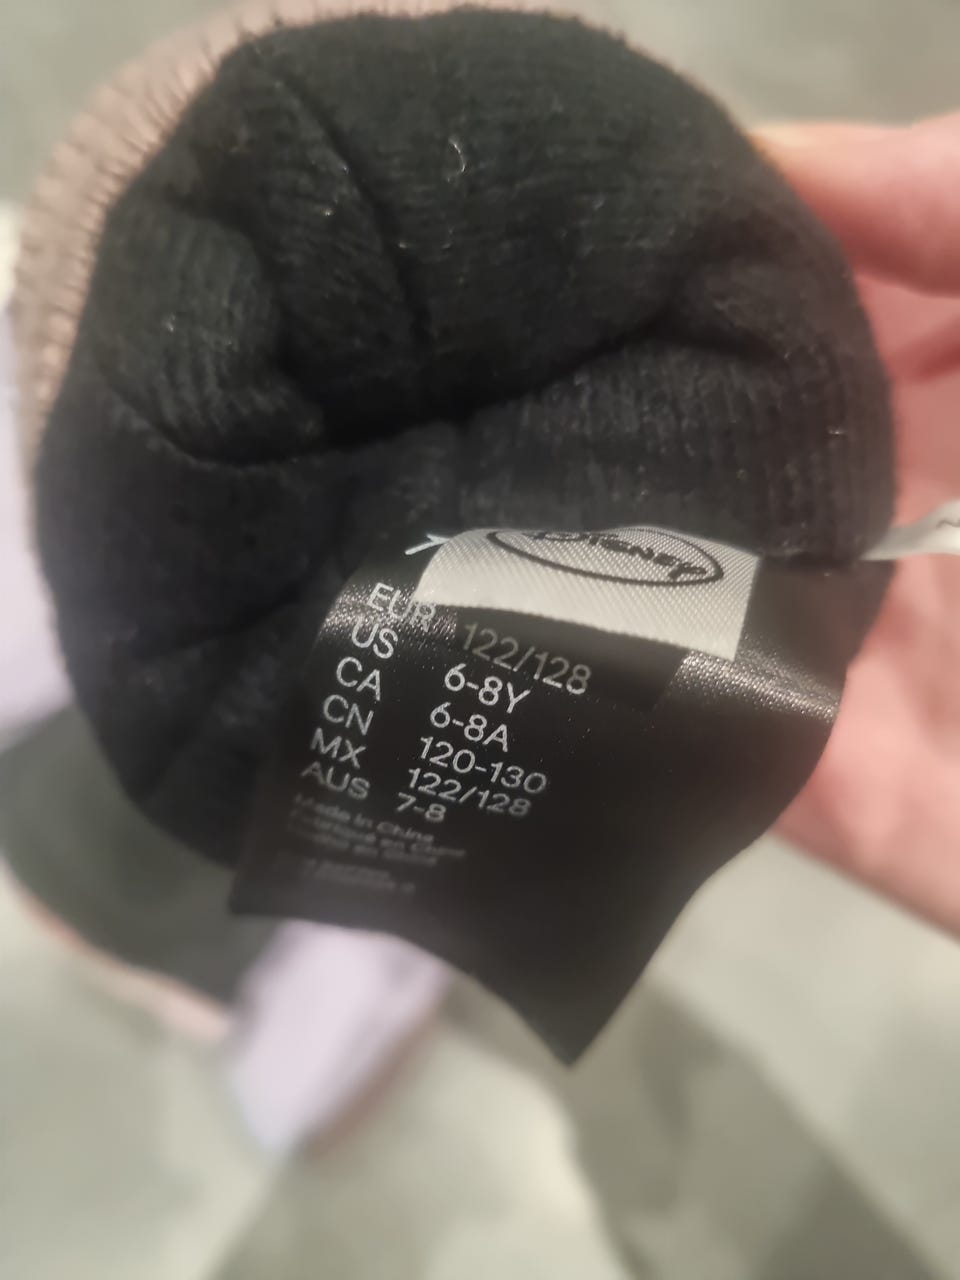 Disney
EUR 122/128
US 6-8Y
CA 6-8A
CN 120-130
MX 122/128
AUS 7-8
Made in China